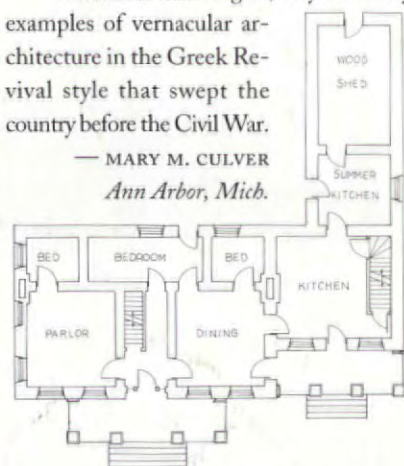 examples of vernacular ar-
chitecture in the Greek Re-
vival style that swept the
country before the Civil War.
— MARY M. CULVER
Ann Arbor, Mich.
WOOD
SHED
SUMMER
KITCHEN
BED
BEDROOM
BED
KITCHEN
PARLOR
DINING